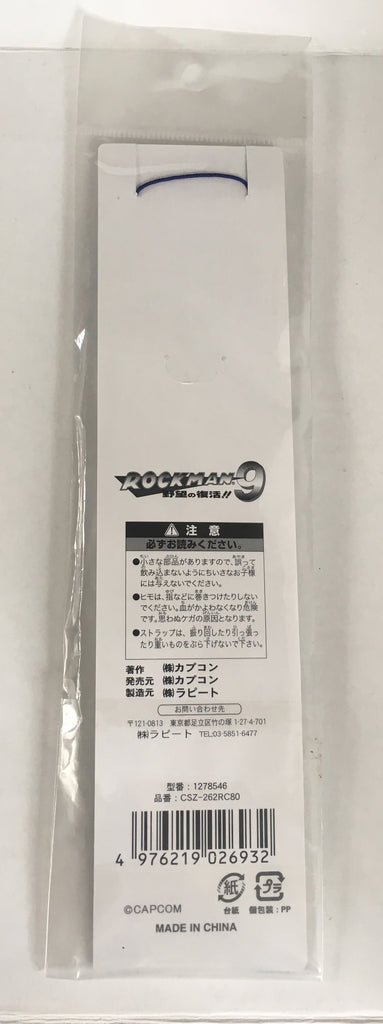 ROCKMAN 9
野望の復活!!
注意
必ずお読みください。
●小さな部品がありますので、誤って
飲み込まないようにちいさなお子様
には与えないでください。
●ヒモは、指などに巻きつけたりしない
でください。血がかよわなくなり危険
です。思わぬケガの原因となります。
●ストラップは、振り回したり引っ張っ
たり重いものをぶら下げないで下さい。
著作 (株)カプコン
発売元 (株)カプコン
製造元 (株)ラピート
お問い合わせ先
〒121-0813 東京都足立区竹の塚1-27-4-701
(株)ラピート TEL:03-5851-6477
型番:1278546
品番:CSZ-262RC80
4 976219 026932
紙 プラ
台紙 個包装:PP
©CAPCOM
MADE IN CHINA